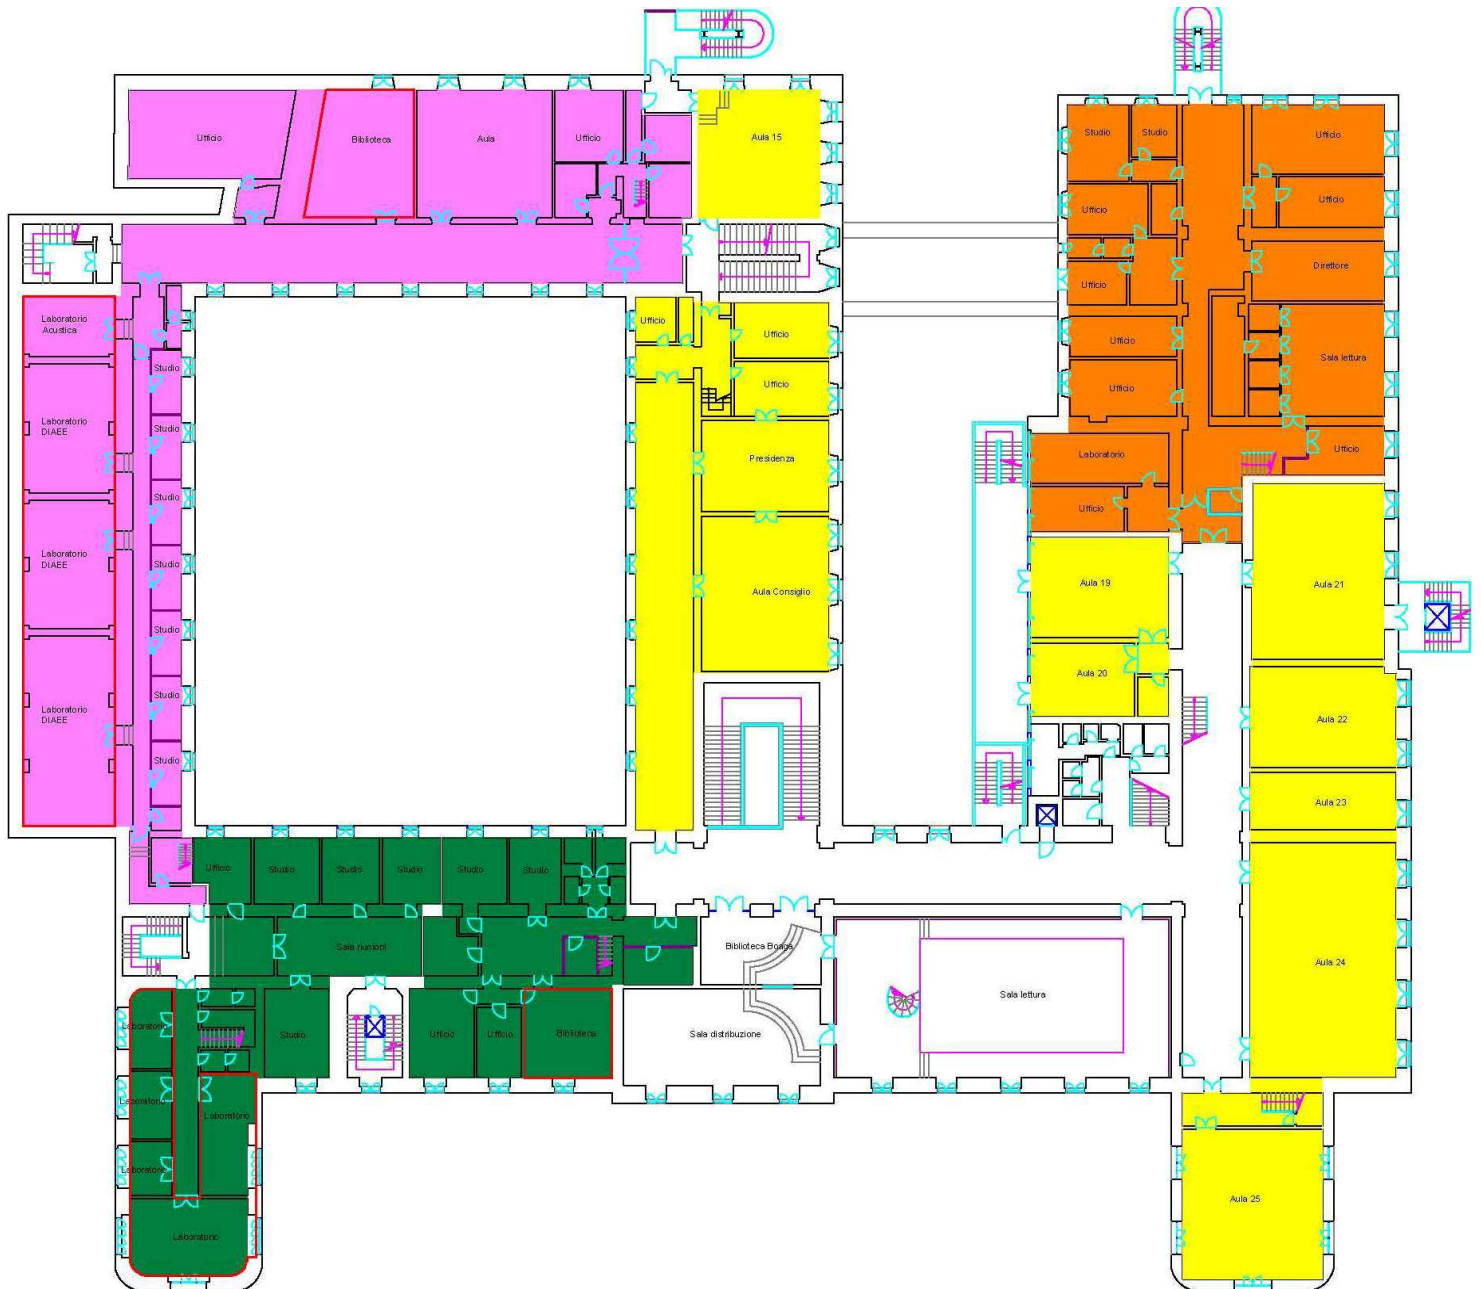 Ufficio
Biblioteca
Aula
Ufficio
Aula 15
Studio
Studio
Ufficio
Ufficio
Ufficio
Direttore
Ufficio
Laboratorio
Acustica
Ufficio
Ufficio
Ufficio
Sala lettura
Studio
Ufficio
Ufficio
Laboratorio
DIAEE
Studio
Presidenza
Laboratorio
Ufficio
Studio
Ufficio
Laboratorio
DIAEE
Studio
Aula Consiglio
Aula 19
Aula 21
Studio
Aula 20
Studio
Laboratorio
DIAEE
Aula 22
Studio
Aula 23
Ufficio
Studio
Studio
Studio
Studio
Studio
Sala riunioni
Biblioteca Boaga
Aula 24
Sala lettura
Laboratorio
Studio
Ufficio
Ufficio
Biblioteca
Sala distribuzione
Laboratorio
Laboratorio
Laboratorio
Aula 25
Laboratorio